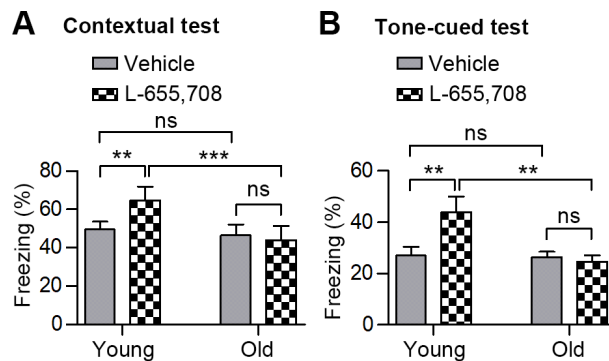 A Contextual test
Vehicle
L-655,708
ns
** ***
ns
Freezing (%)
80
60
40
20
0
Young Old
B Tone-cued test
Vehicle
L-655,708
ns
** **
ns
Freezing (%)
60
40
20
0
Young Old